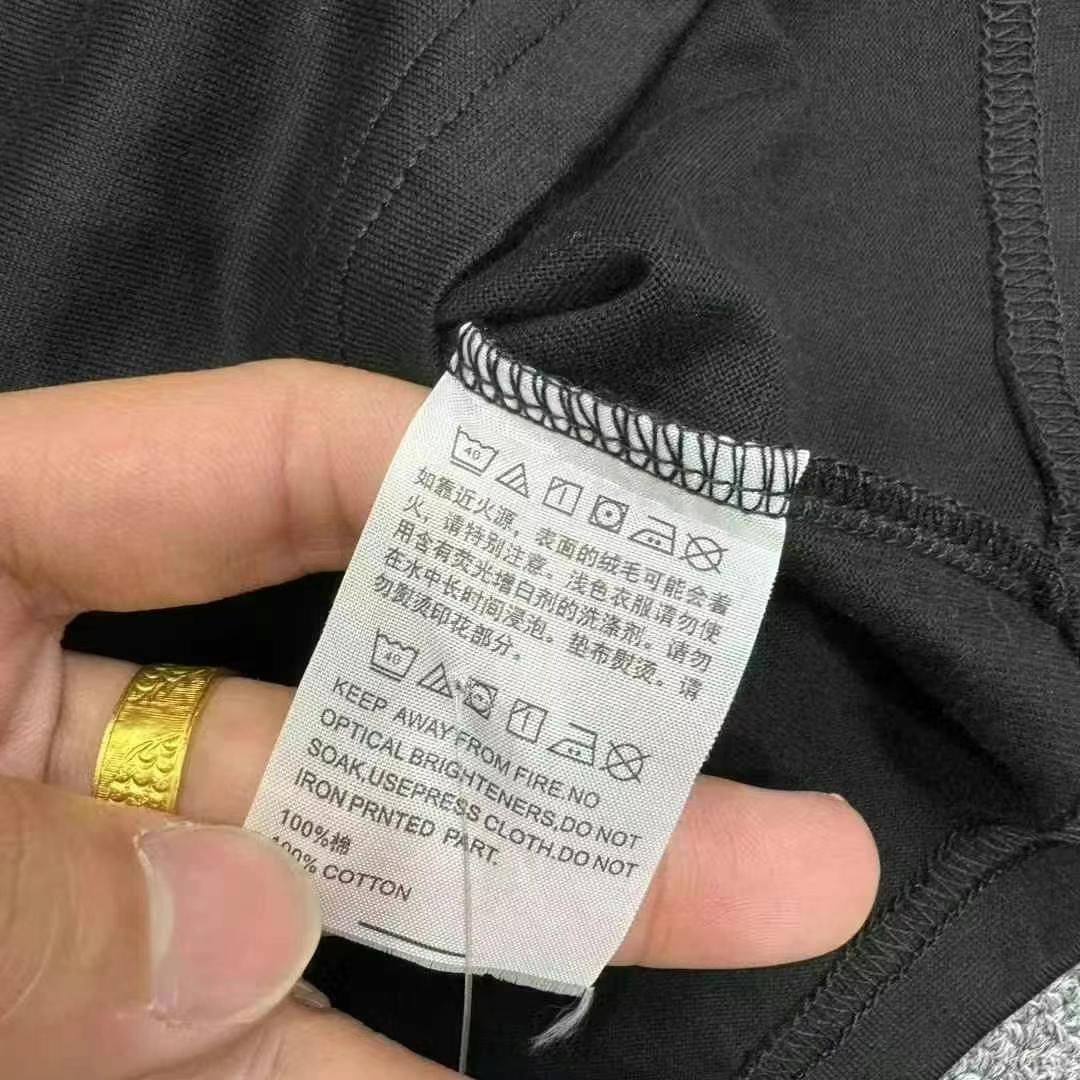 40
如靠近火源，表面的绒毛可能会着
火，请特别注意。浅色衣服请勿使
用含有荧光增白剂的洗涤剂。请勿
在水中长时间浸泡。垫布熨烫。请
勿熨烫印花部分。
40
KEEP AWAY FROM FIRE.NO
OPTICAL BRIGHTENERS,DO NOT
SOAK,USEPRESS CLOTH.DO NOT
IRON PRNTED PART.
100%棉
100% COTTON